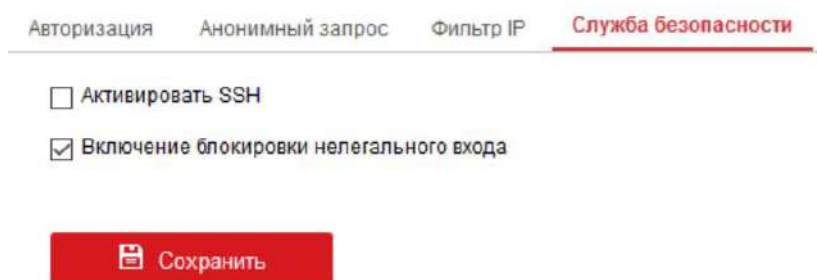 Авторизация Анонимный запрос Фильтр IP Служба безопасности
Активировать SSH
Включение блокировки нелегального входа
Сохранить